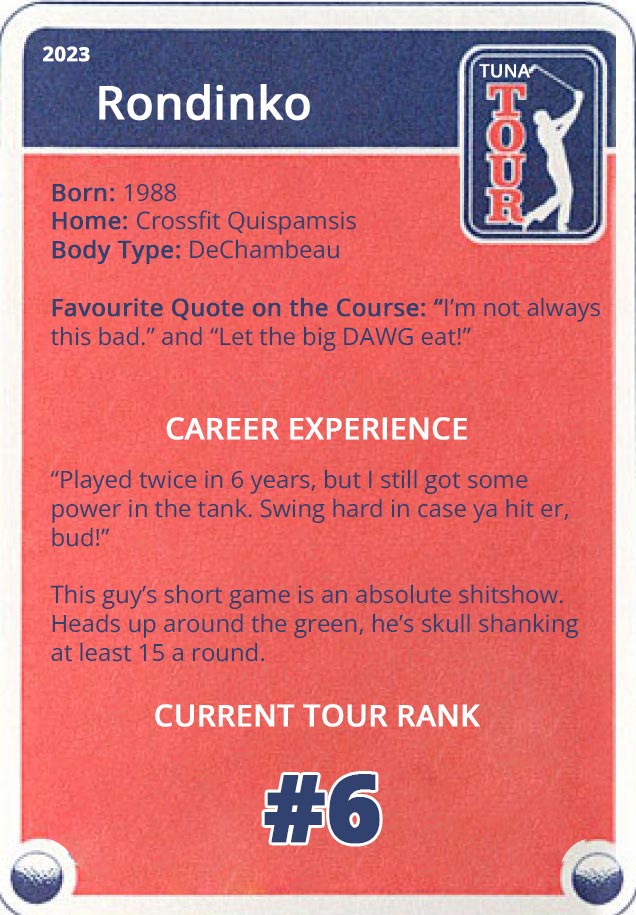 2023
Rondinko
TUNA
TOUR
Born: 1988
Home: Crossfit Quispamsis
Body Type: DeChambeau
Favourite Quote on the Course: “I’m not always
this bad.” and “Let the big DAWG eat!”
CAREER EXPERIENCE
“Played twice in 6 years, but I still got some
power in the tank. Swing hard in case ya hit er,
bud!”
This guy’s short game is an absolute shitshow.
Heads up around the green, he’s skull shanking
at least 15 a round.
CURRENT TOUR RANK
#6